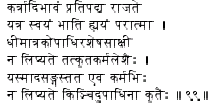 कर्त्रादिभावं प्रतिपद्य राजते
यत्र स्वयं भाति ह्ययं परात्मा ।
धीमात्रकोपाधिरशेषसाक्षी
न लिप्यते तत्कृतकर्मलेशैः ।
यस्मादसङ्गस्तत एव कर्मभिः
न लिप्यते किञ्चिदुपाधिना कृतैः ॥ ९९॥